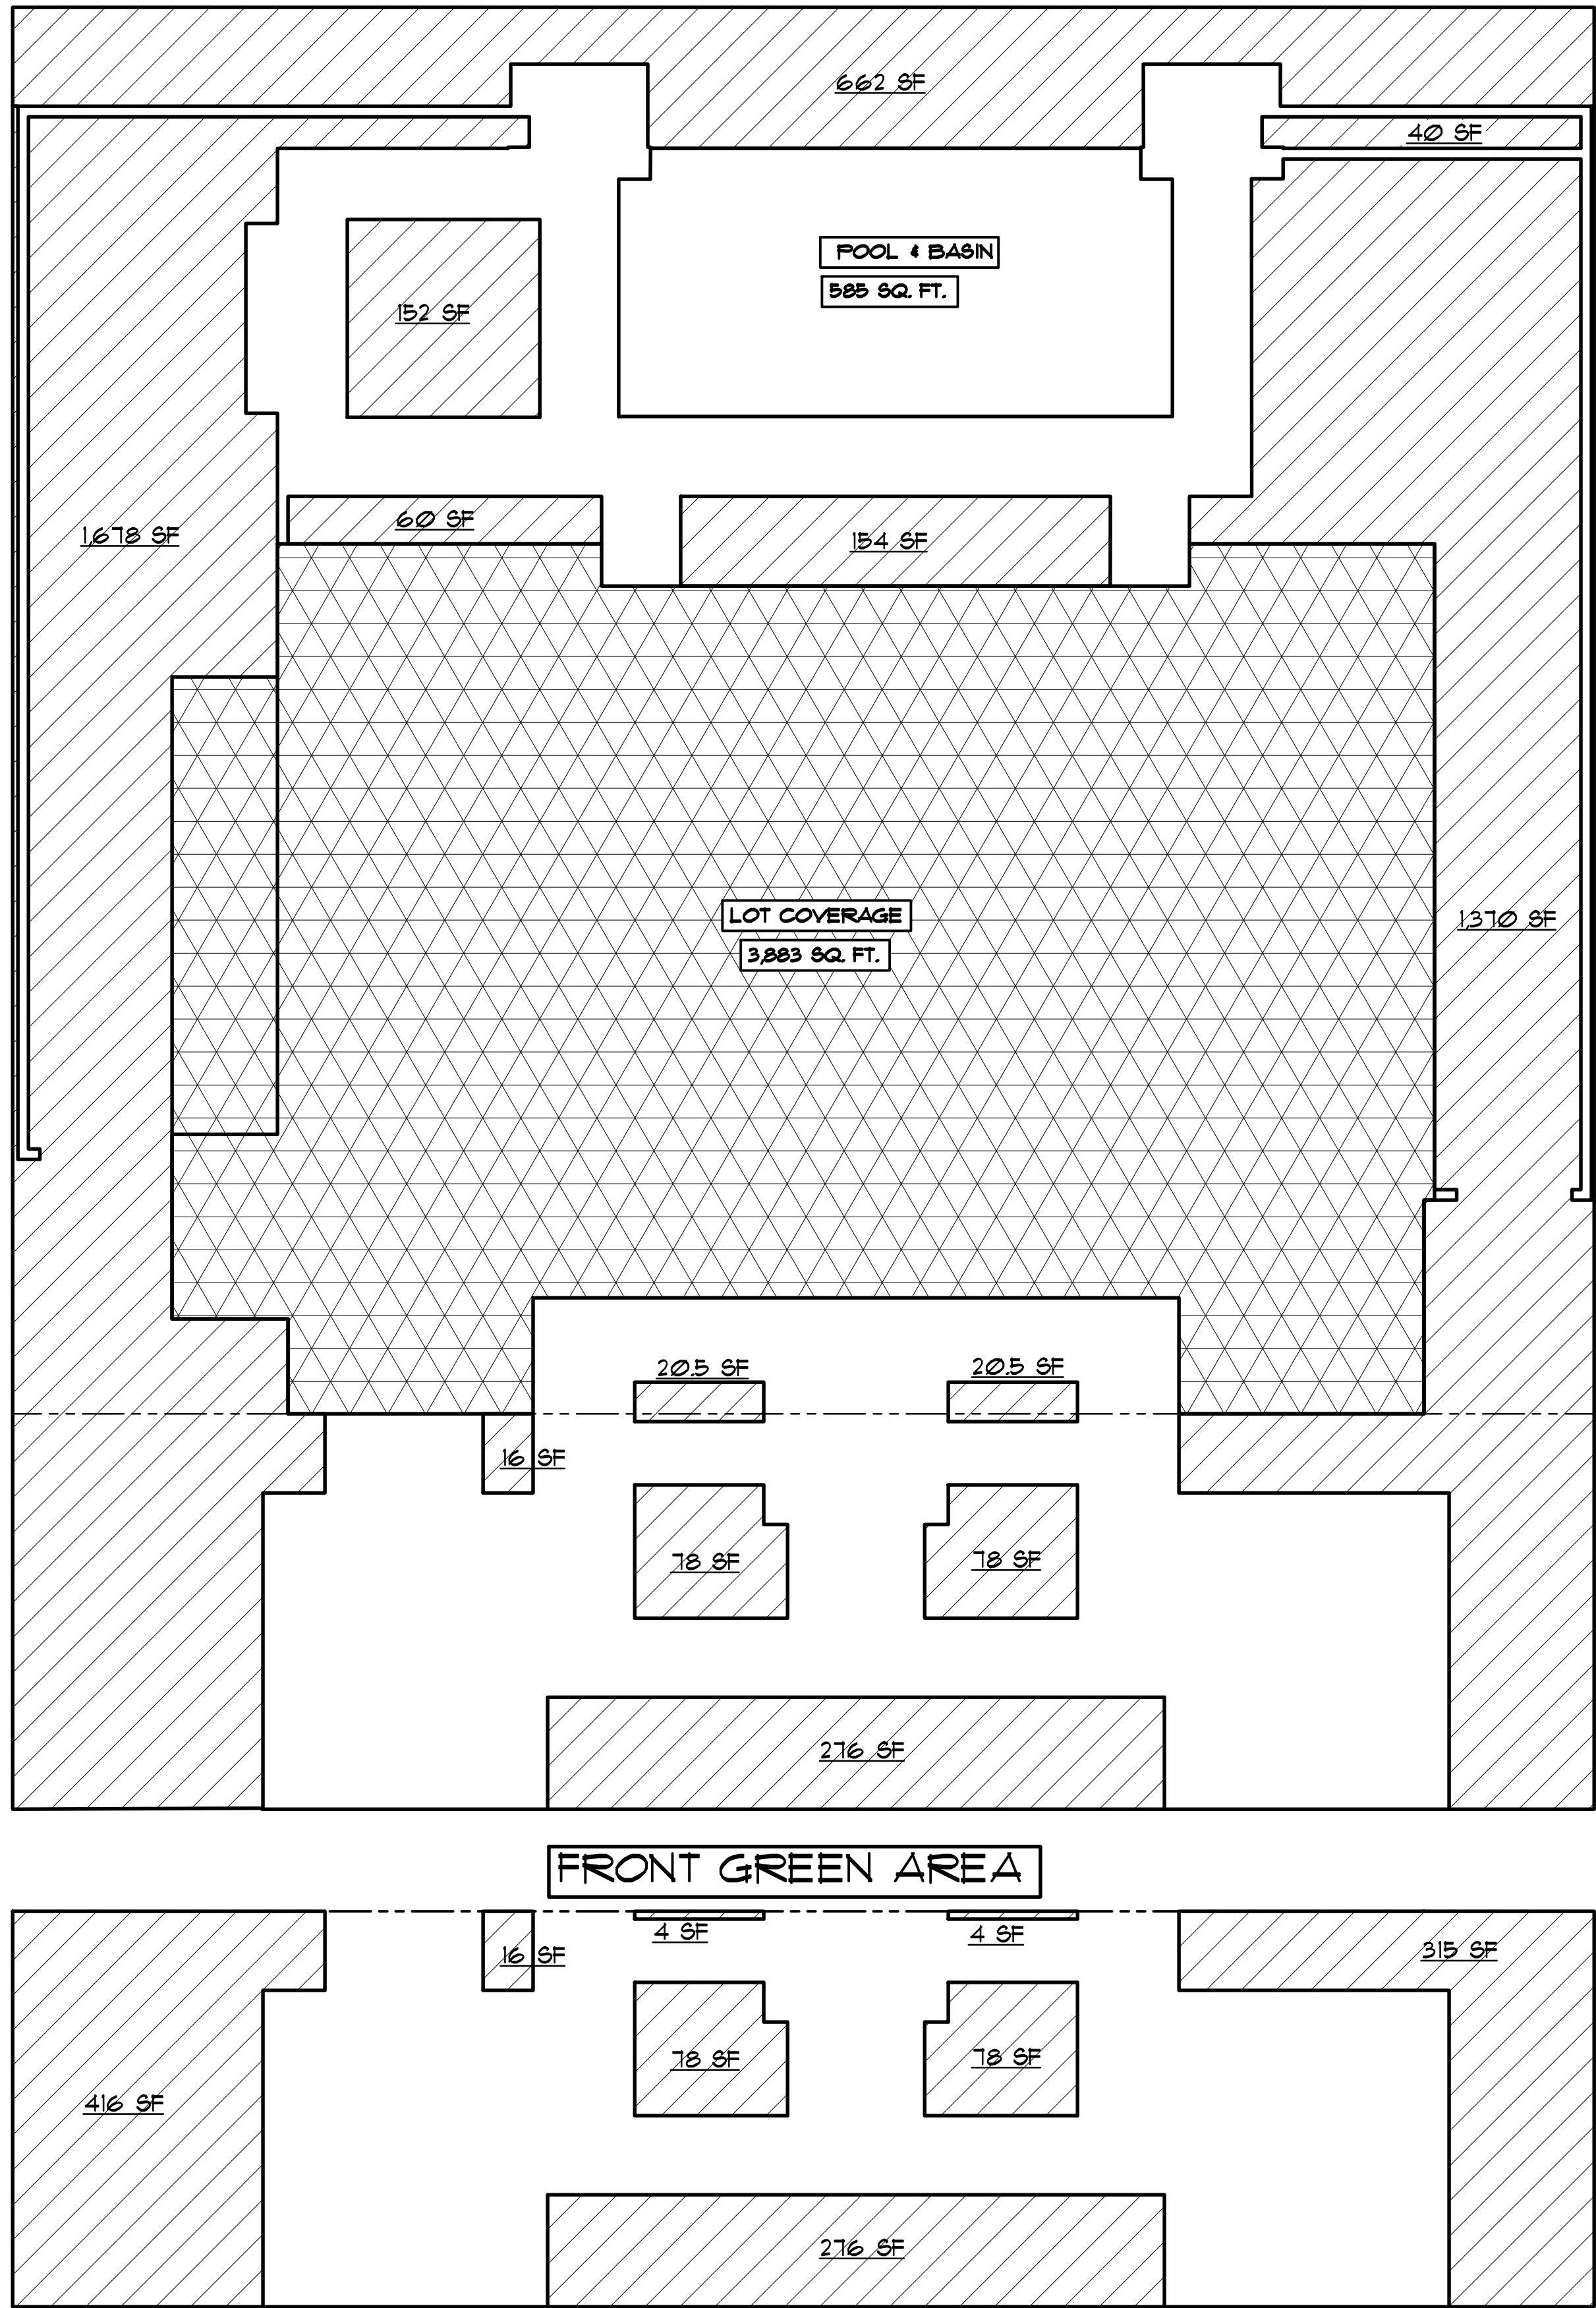 662 SF
40 SF
POOL & BASIN
585 SQ. FT.
152 SF
60 SF
154 SF
1,678 SF
LOT COVERAGE
3,883 SQ. FT.
1,370 SF
20.5 SF
20.5 SF
16 SF
78 SF
78 SF
276 SF
FRONT GREEN AREA
4 SF
4 SF
16 SF
315 SF
78 SF
78 SF
416 SF
276 SF